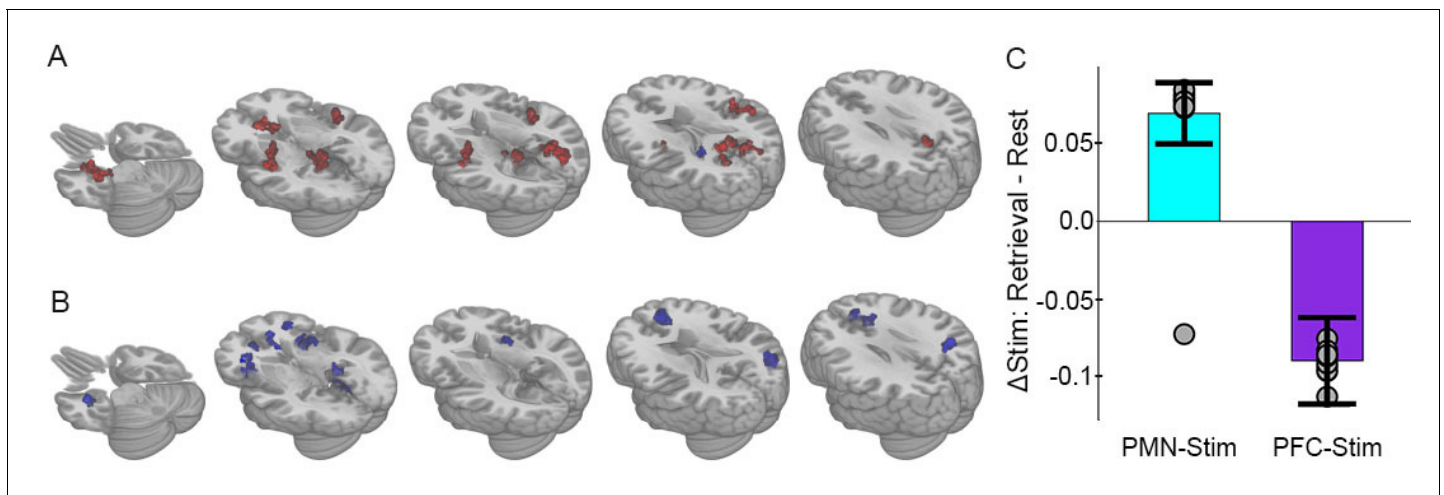 A
B
C
ΔStim: Retrieval - Rest
0.05
0.0
-0.05
-0.1
PMN-Stim PFC-Stim